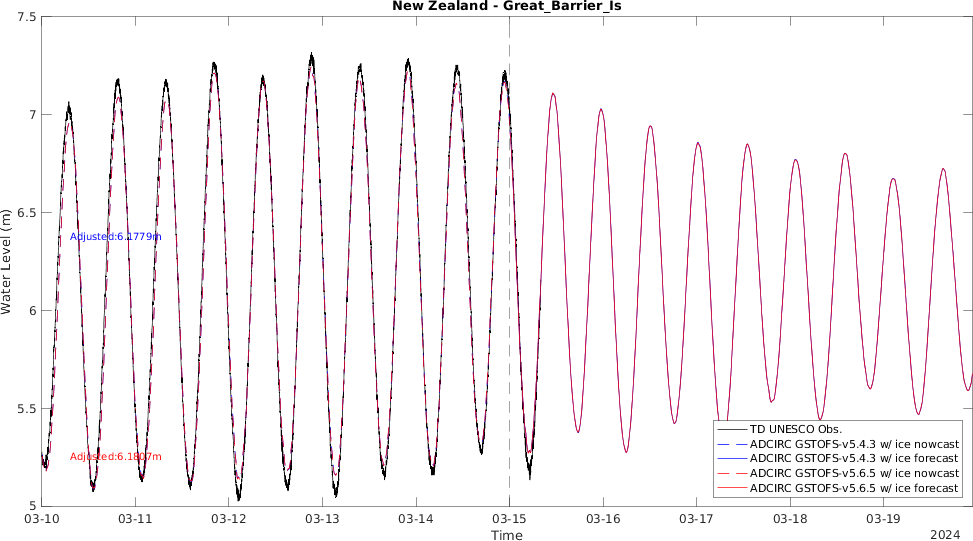 New Zealand - Great_Barrier_Is
7.5
7
6.5
6
5.5
5
Water Level (m)
Adjusted:6.1779m
Adjusted:6.1807m
TD UNESCO Obs.
ADCIRC GSTOFS-v5.4.3 w/ ice nowcast
ADCIRC GSTOFS-v5.4.3 w/ ice forecast
ADCIRC GSTOFS-v5.6.5 w/ ice nowcast
ADCIRC GSTOFS-v5.6.5 w/ ice forecast
03-10 03-11 03-12 03-13 03-14 03-15 03-16 03-17 03-18 03-19
Time
2024